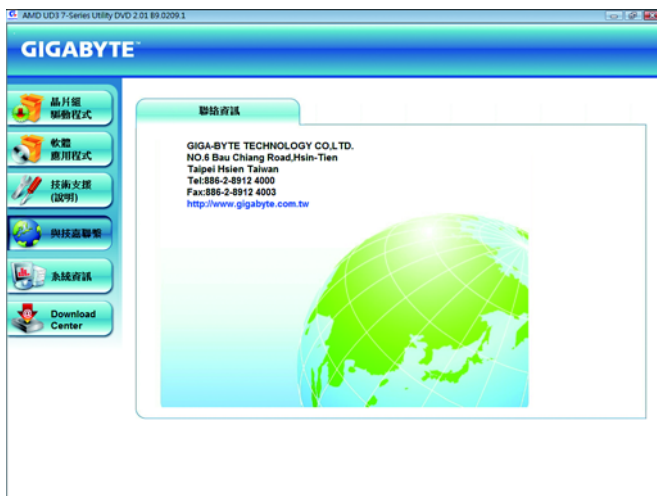 AMD UD3 7-Series Utility DVD 2.01 B9.0209.1
GIGABYTE™
晶片組
驅動程式
軟體
應用程式
技術支援
(說明)
與技嘉聯繫
系統資訊
Download
Center
聯絡資訊
GIGA-BYTE TECHNOLOGY CO,LTD.
NO.6 Bau Chiang Road,Hsin-Tien
Taipei Hsien Taiwan
Tel:886-2-8912 4000
Fax:886-2-8912 4003
http://www.gigabyte.com.tw